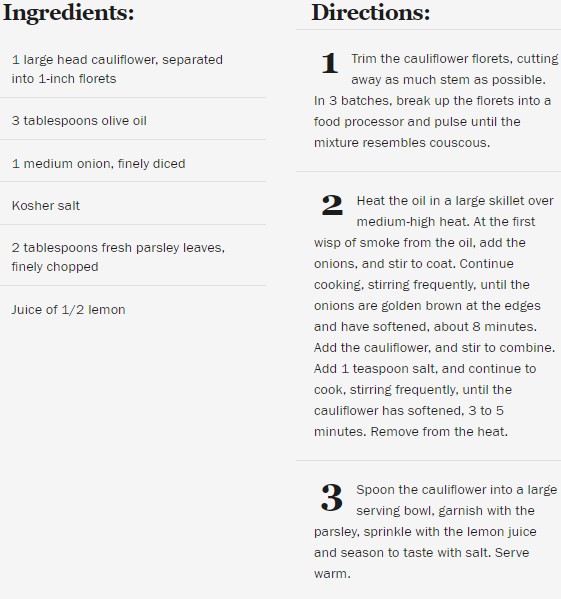 Ingredients:
1 large head cauliflower, separated
into 1-inch florets
3 tablespoons olive oil
1 medium onion, finely diced
Kosher salt
2 tablespoons fresh parsley leaves,
finely chopped
Juice of 1/2 lemon
Directions:
1 Trim the cauliflower florets, cutting
away as much stem as possible.
In 3 batches, break up the florets into a
food processor and pulse until the
mixture resembles couscous.
2 Heat the oil in a large skillet over
medium-high heat. At the first
wisp of smoke from the oil, add the
onions, and stir to coat. Continue
cooking, stirring frequently, until the
onions are golden brown at the edges
and have softened, about 8 minutes.
Add the cauliflower, and stir to combine.
Add 1 teaspoon salt, and continue to
cook, stirring frequently, until the
cauliflower has softened, 3 to 5
minutes. Remove from the heat.
3 Spoon the cauliflower into a large
serving bowl, garnish with the
parsley, sprinkle with the lemon juice
and season to taste with salt. Serve
warm.